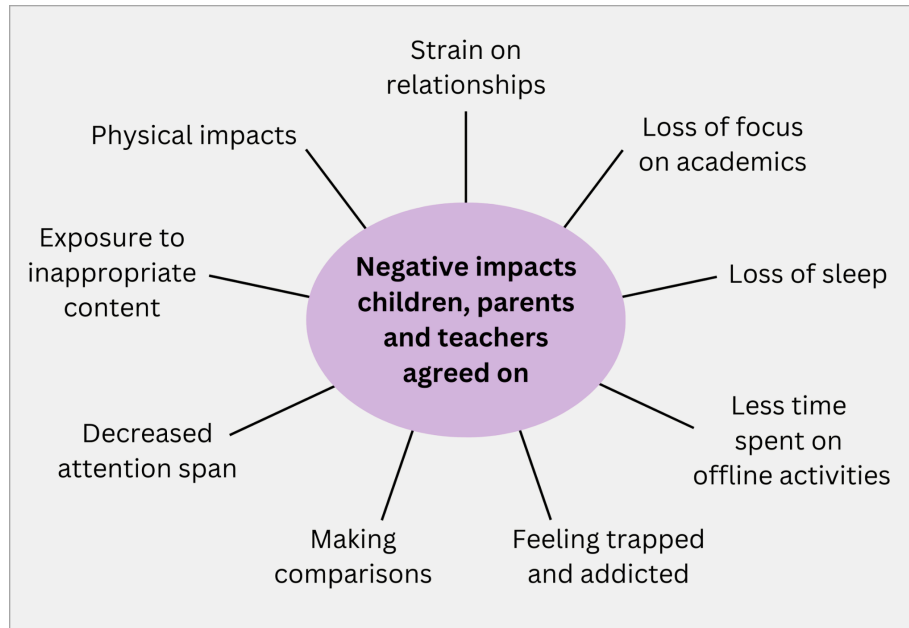 Strain on
relationships
Physical impacts
Loss of focus
on academics
Exposure to
inappropriate
content
Negative impacts
children, parents
and teachers
agreed on
Loss of sleep
Decreased
attention span
Less time
spent on
offline activities
Making
comparisons
Feeling trapped
and addicted